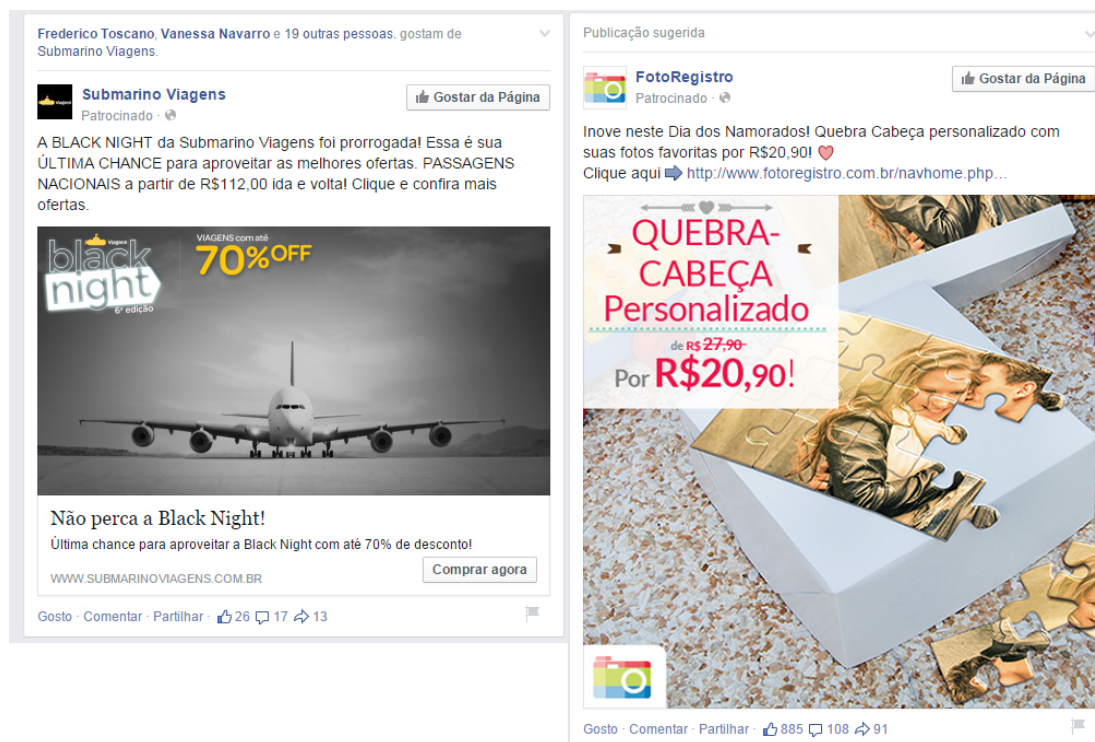 Frederico Toscano, Vanessa Navarro e 19 outras pessoas. gostam de
Submarino Viagens.
Submarino Viagens
Patrocinado ·
Gostar da Página
A BLACK NIGHT da Submarino Viagens foi prorrogada! Essa é sua
ÚLTIMA CHANCE para aproveitar as melhores ofertas. PASSAGENS
NACIONAIS a partir de R$112,00 ida e volta! Clique e confira mais
ofertas.
Viagens
black
night
6ª edição
VIAGENS com até
70%OFF
Não perca a Black Night!
Última chance para aproveitar a Black Night com até 70% de desconto!
WWW.SUBMARINOVIAGENS.COM.BR
Comprar agora
Gosto · Comentar · Partilhar · 26 17 13
Publicação sugerida
FotoRegistro
Patrocinado ·
Gostar da Página
Inove neste Dia dos Namorados! Quebra Cabeça personalizado com
suas fotos favoritas por R$20,90!
Clique aqui http://www.fotoregistro.com.br/navhome.php...
QUEBRA-
CABEÇA
Personalizado
de R$ 27,90
Por R$20,90!
Gosto · Comentar · Partilhar · 885 108 91